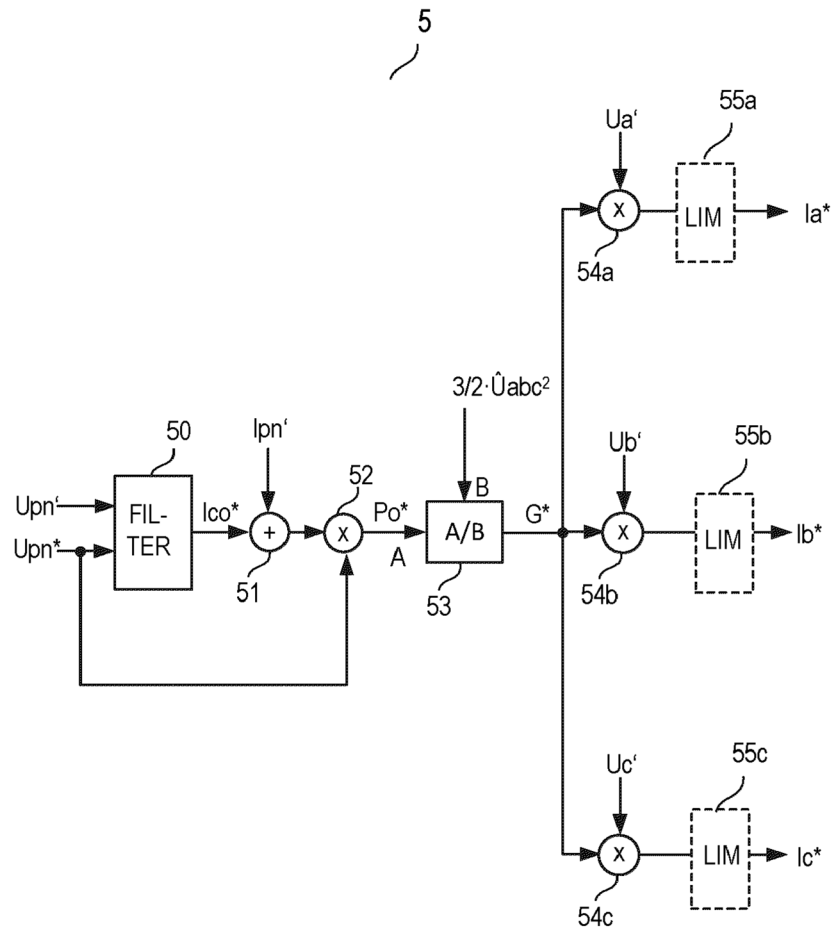 5
55a
Ua‘
X
LIM
Ia*
54a
3/2·Ûabc²
50
Ipn‘
52
B
Ub‘
55b
Upn‘
FIL-
TER
Ico*
+
X
Po*
A/B
G*
X
LIM
Ib*
Upn*
51
A
53
54b
Uc‘
55c
X
LIM
Ic*
54c